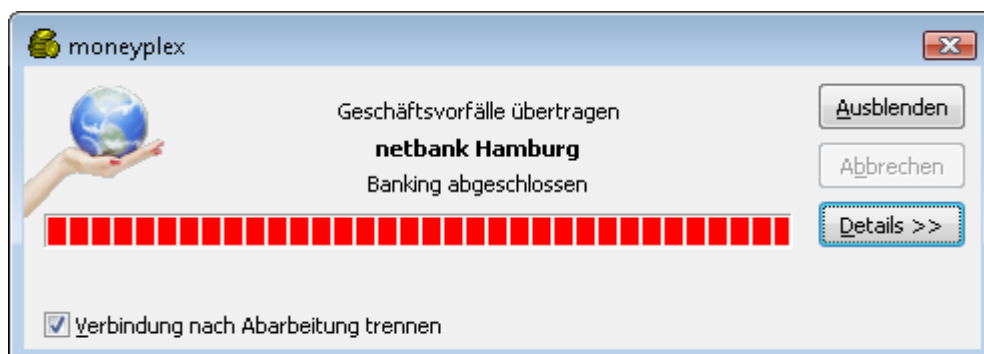 moneyplex
Geschäftsvorfälle übertragen
netbank Hamburg
Banking abgeschlossen
Ausblenden
Abbrechen
Details >>
Verbindung nach Abarbeitung trennen